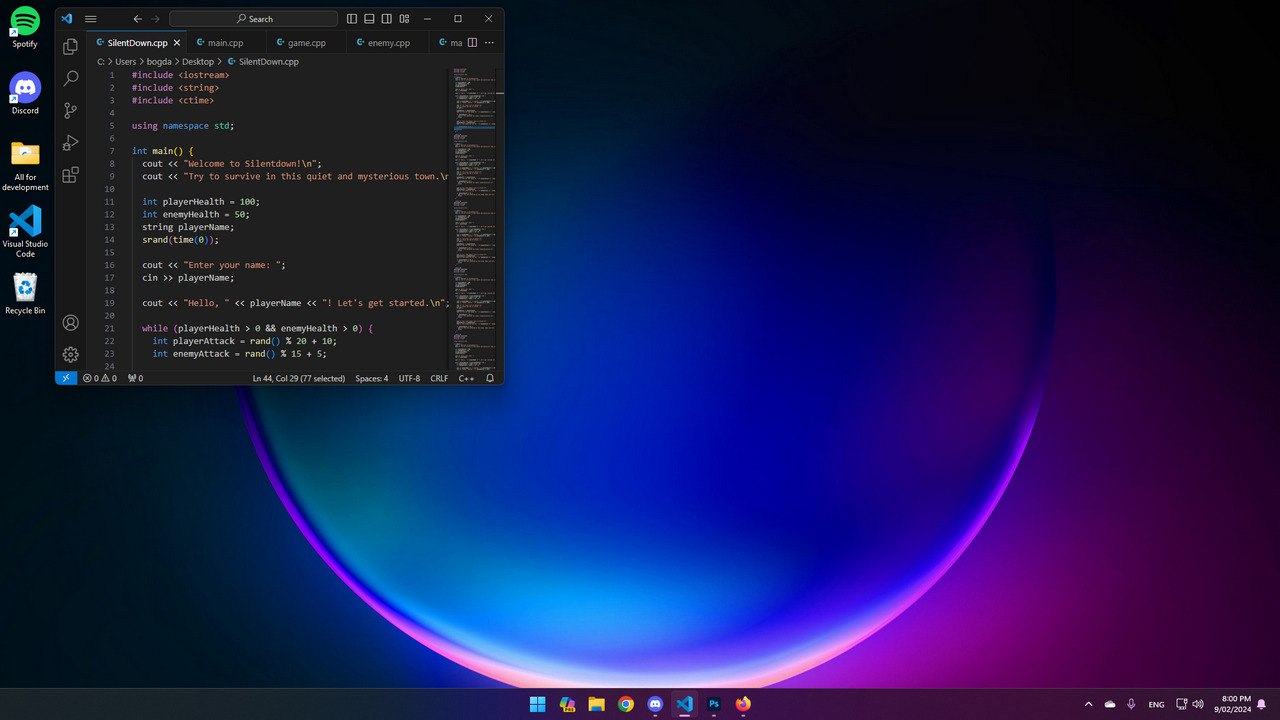 Spotify
Discord
All for
development
Visual Studio
Code
Recycle Bin
Search
SilentDown.cpp
main.cpp
game.cpp
enemy.cpp
ma
C: > Users > bogda > Desktop > SilentDown.cpp
1 #include <iostream>
2 #include <string>
3 #include <ctime>
4
5 using namespace std;
6
7 int main() {
8 cout << "Welcome to Silentdown!\n";
9 cout << "Try to survive in this quiet and mysterious town.\n
10
11 int playerHealth = 100;
12 int enemyHealth = 50;
13 string playerName;
14 srand(time(0));
15
16 cout << "Enter your name: ";
17 cin >> playerName;
18
19 cout << "Hello, " << playerName << "! Let's get started.\n";
20
21 while (playerHealth > 0 && enemyHealth > 0) {
22 int playerAttack = rand() % 20 + 10;
23 int enemyAttack = rand() % 15 + 5;
24
0 0 0
Ln 44, Col 29 (77 selected)
Spaces: 4
UTF-8
CRLF
C++
PRE
Ps
ENG
8:00 PM
9/02/2024